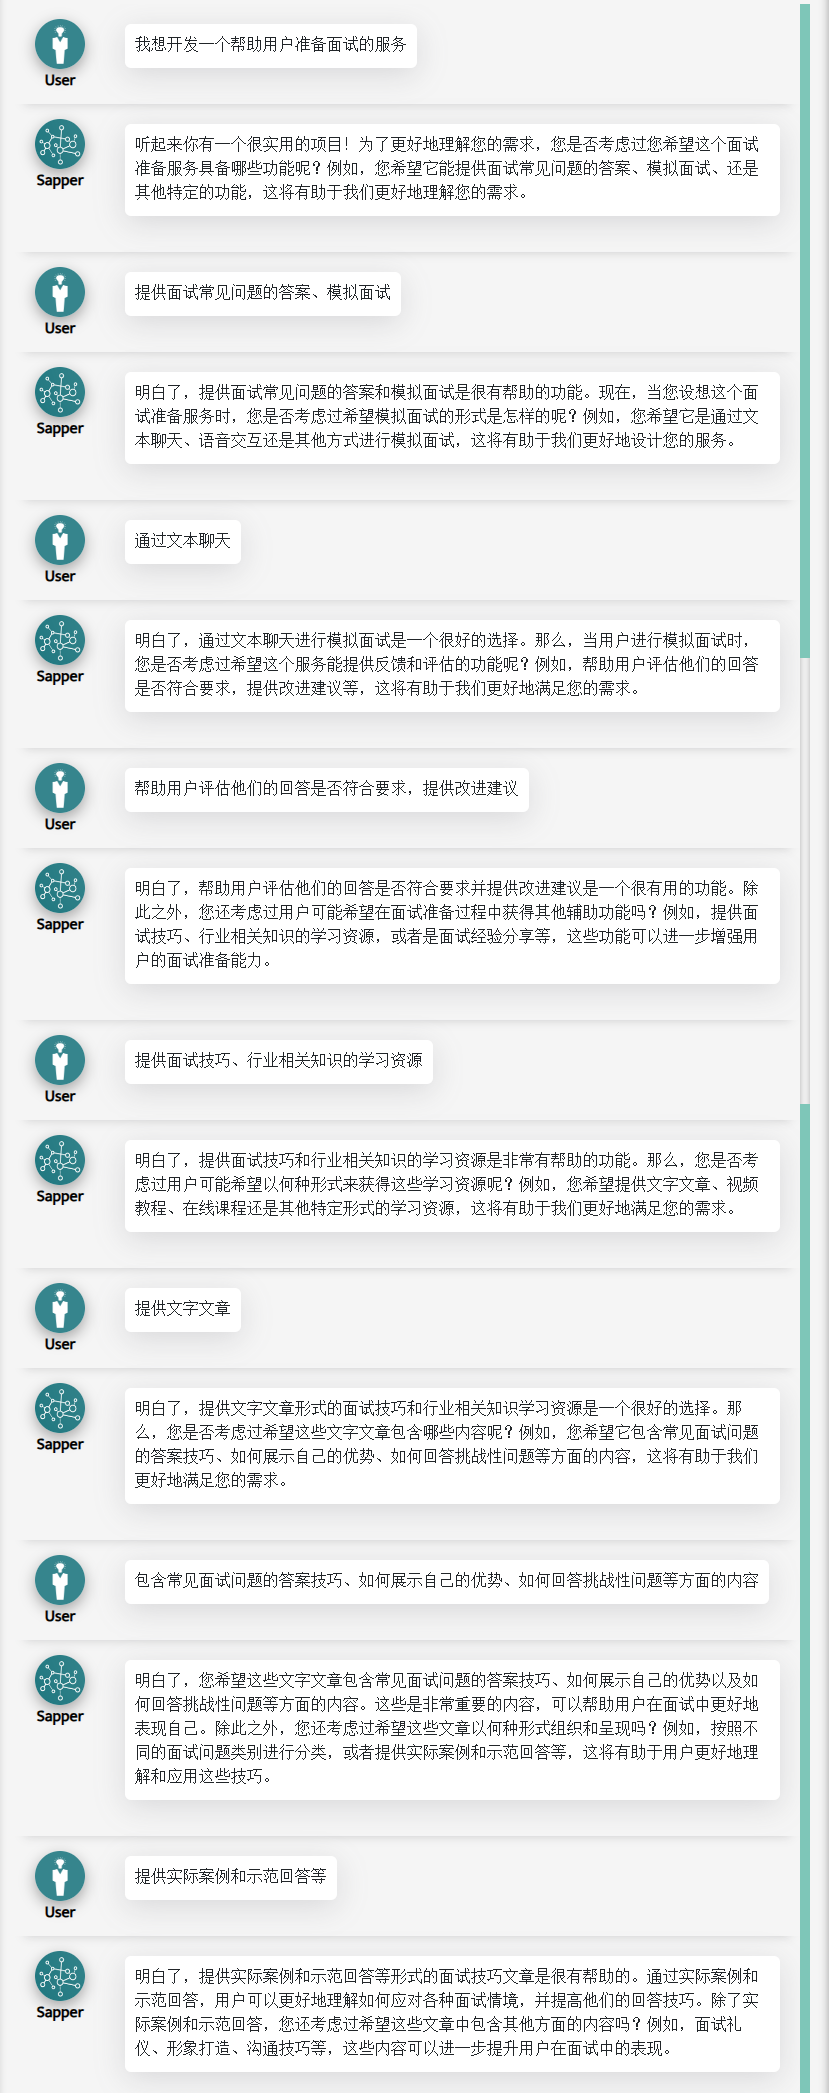 我想开发一个帮助用户准备面试的服务
User
听起来你有一个很实用的项目！为了更好地理解您的需求，您是否考虑过您希望这个面试
准备服务具备哪些功能呢？例如，您希望它能提供面试常见问题的答案、模拟面试、还是
其他特定的功能，这将有助于我们更好地理解您的需求。
Sapper
提供面试常见问题的答案、模拟面试
User
明白了，提供面试常见问题的答案和模拟面试是很有帮助的功能。现在，当您设想这个面
试准备服务时，您是否考虑过希望模拟面试的形式是怎样的呢？例如，您希望它是通过文
本聊天、语音交互还是其他方式进行模拟面试，这将有助于我们更好地设计您的服务。
Sapper
通过文本聊天
User
明白了，通过文本聊天进行模拟面试是一个很好的选择。那么，当用户进行模拟面试时，
您是否考虑过希望这个服务能提供反馈和评估的功能呢？例如，帮助用户评估他们的回答
是否符合要求，提供改进建议等，这将有助于我们更好地满足您的需求。
Sapper
帮助用户评估他们的回答是否符合要求，提供改进建议
User
明白了，帮助用户评估他们的回答是否符合要求并提供改进建议是一个很有用的功能。除
此之外，您还考虑过用户可能希望在面试准备过程中获得其他辅助功能吗？例如，提供面
试技巧、行业相关知识的学习资源，或者是面试经验分享等，这些功能可以进一步增强用
户的面试准备能力。
Sapper
提供面试技巧、行业相关知识的学习资源
User
明白了，提供面试技巧和行业相关知识的学习资源是非常有帮助的功能。那么，您是否考
虑过用户可能希望以何种形式来获得这些学习资源呢？例如，您希望提供文字文章、视频
教程、在线课程还是其他特定形式的学习资源，这将有助于我们更好地满足您的需求。
Sapper
提供文字文章
User
明白了，提供文字文章形式的面试技巧和行业相关知识学习资源是一个很好的选择。那
么，您是否考虑过希望这些文字文章包含哪些内容呢？例如，您希望它包含常见面试问题
的答案技巧、如何展示自己的优势、如何回答挑战性问题等方面的内容，这将有助于我们
更好地满足您的需求。
Sapper
包含常见面试问题的答案技巧、如何展示自己的优势、如何回答挑战性问题等方面的内容
User
明白了，您希望这些文字文章包含常见面试问题的答案技巧、如何展示自己的优势以及如
何回答挑战性问题等方面的内容。这些是非常重要的内容，可以帮助用户在面试中更好地
表现自己。除此之外，您还考虑过希望这些文章以何种形式组织和呈现吗？例如，按照不
同的面试问题类别进行分类，或者提供实际案例和示范回答等，这将有助于用户更好地理
解和应用这些技巧。
Sapper
提供实际案例和示范回答等
User
明白了，提供实际案例和示范回答等形式的面试技巧文章是很有帮助的。通过实际案例和
示范回答，用户可以更好地理解如何应对各种面试情境，并提高他们的回答技巧。除了实
际案例和示范回答，您还考虑过希望这些文章中包含其他方面的内容吗？例如，面试礼
仪、形象打造、沟通技巧等，这些内容可以进一步提升用户在面试中的表现。
Sapper